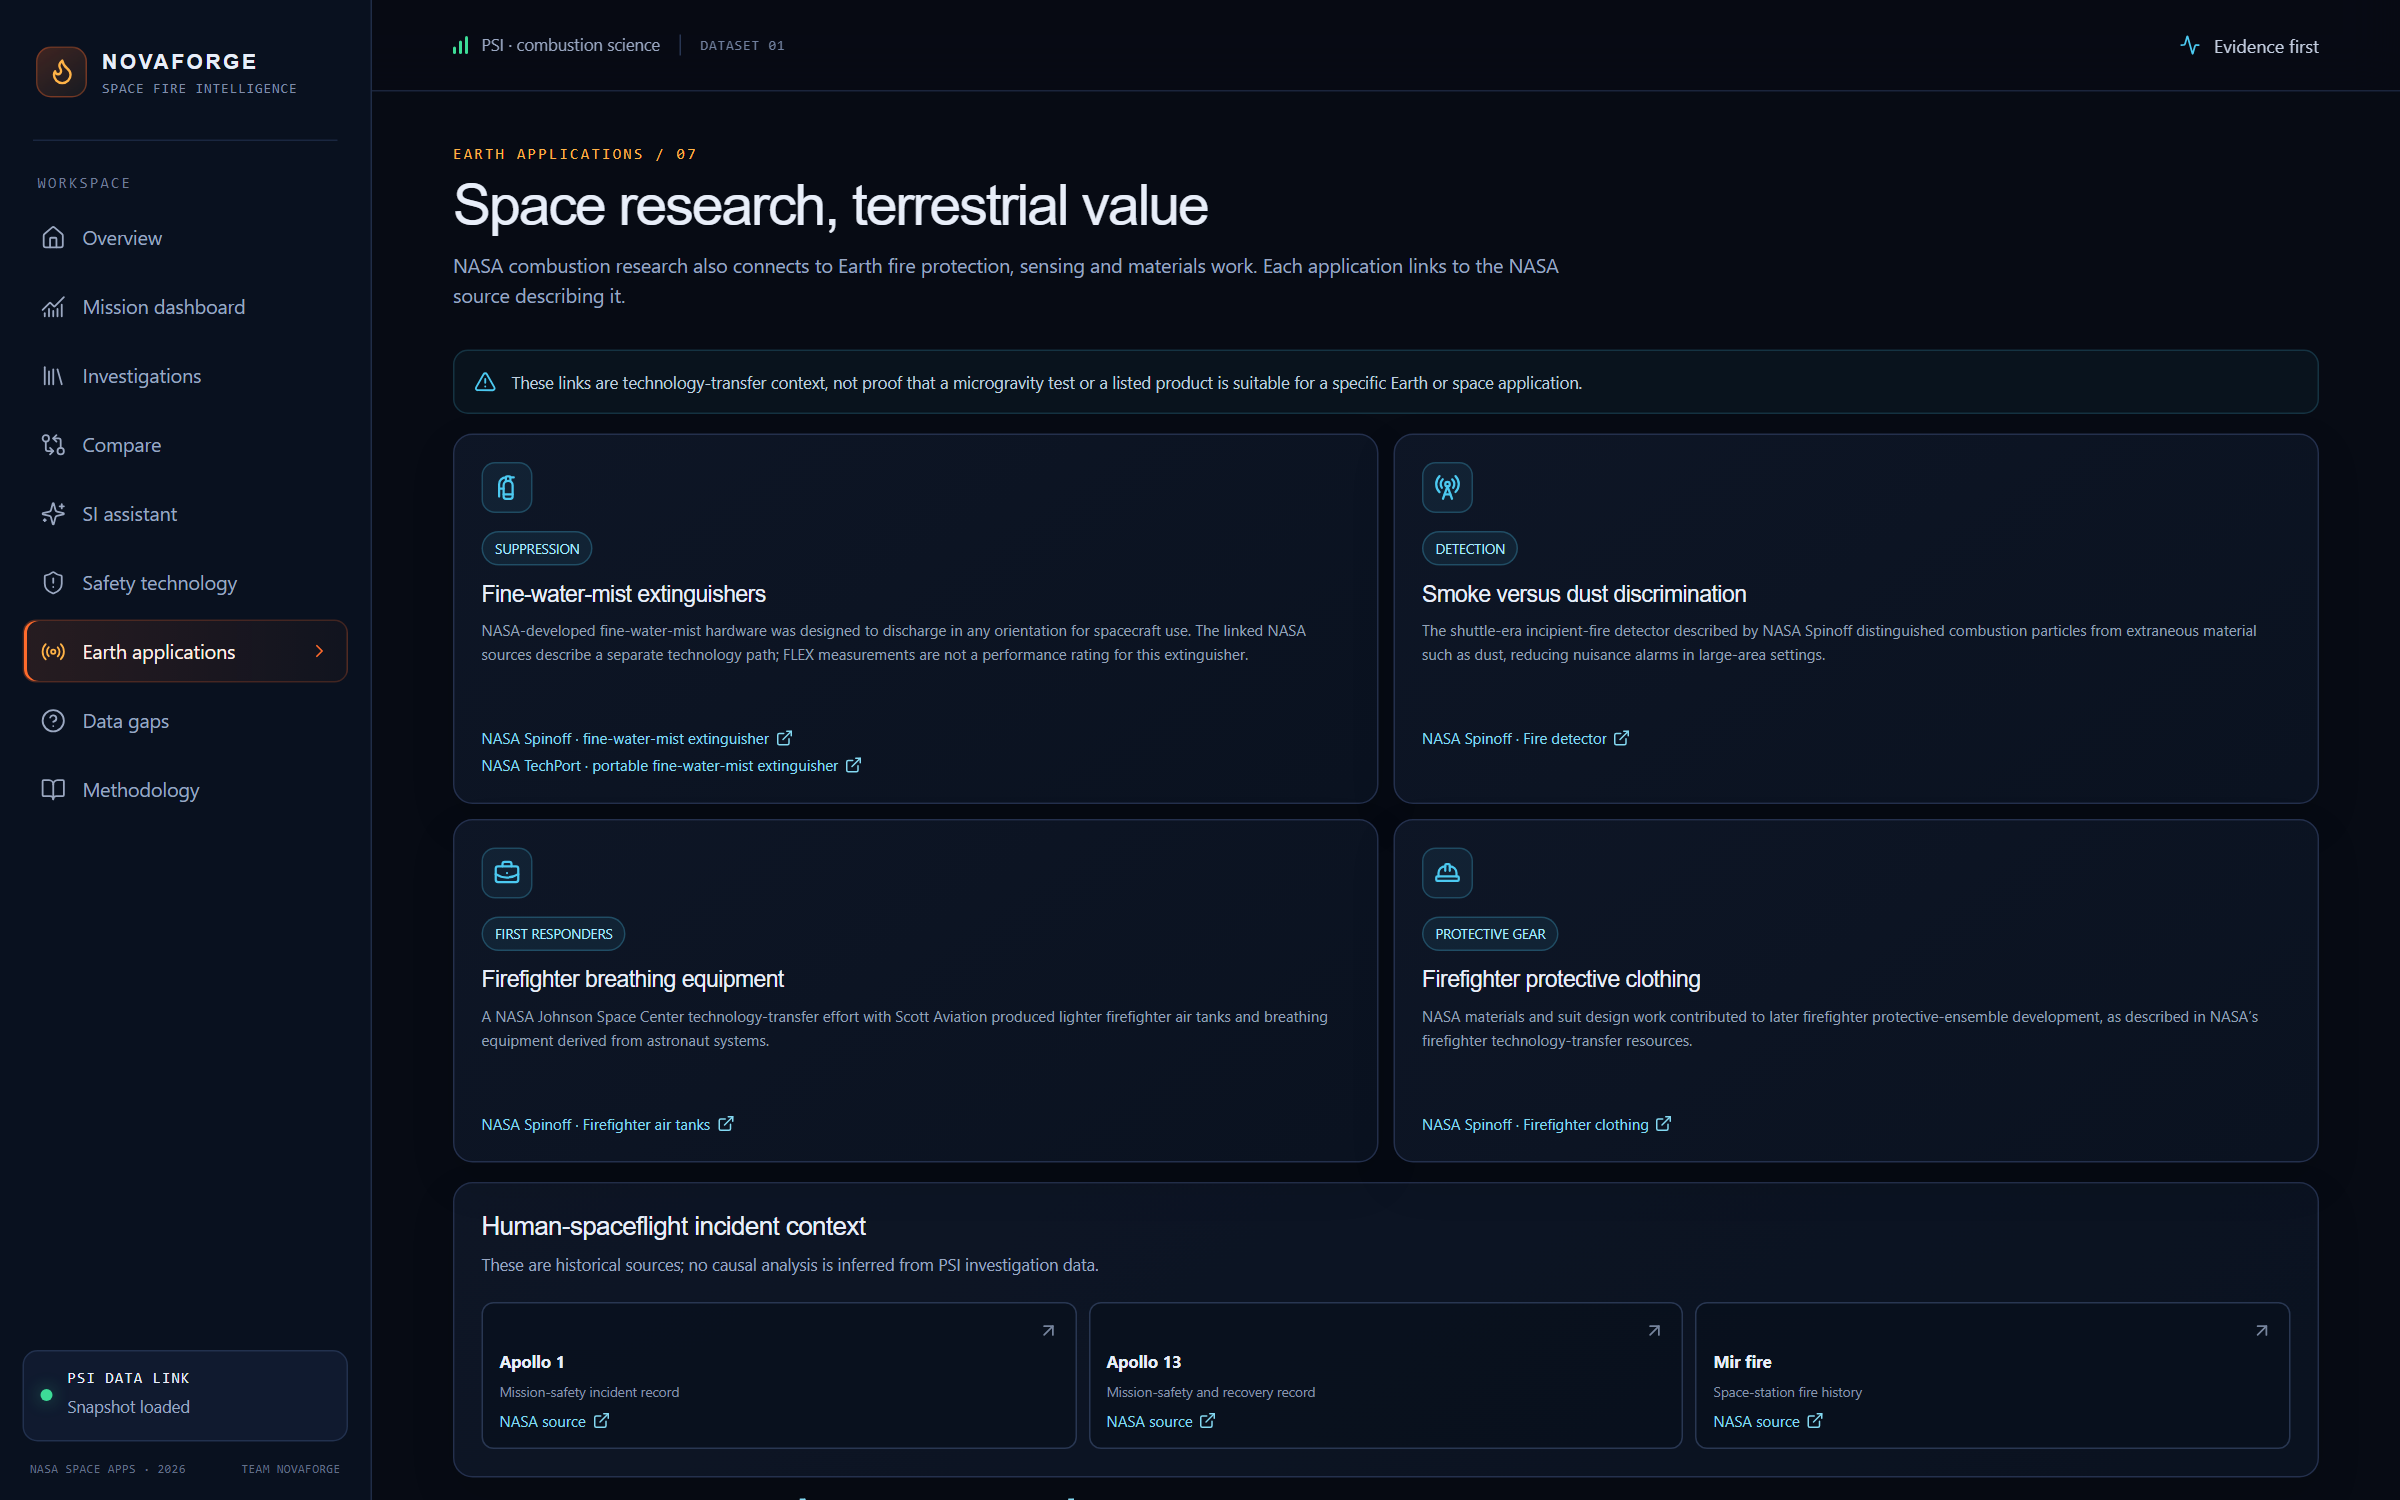 NOVAFORGE
SPACE FIRE INTELLIGENCE
WORKSPACE
Overview
Mission dashboard
Investigations
Compare
SI assistant
Safety technology
Earth applications
Data gaps
Methodology
PSI DATA LINK
Snapshot loaded
NASA SPACE APPS · 2026
TEAM NOVAFORGE
PSI · combustion science
DATASET 01
Evidence first
EARTH APPLICATIONS / 07
Space research, terrestrial value
NASA combustion research also connects to Earth fire protection, sensing and materials work. Each application links to the NASA
source describing it.
These links are technology-transfer context, not proof that a microgravity test or a listed product is suitable for a specific Earth or space application.
SUPPRESSION
Fine-water-mist extinguishers
NASA-developed fine-water-mist hardware was designed to discharge in any orientation for spacecraft use. The linked NASA
sources describe a separate technology path; FLEX measurements are not a performance rating for this extinguisher.
NASA Spinoff · fine-water-mist extinguisher
NASA TechPort · portable fine-water-mist extinguisher
DETECTION
Smoke versus dust discrimination
The shuttle-era incipient-fire detector described by NASA Spinoff distinguished combustion particles from extraneous material
such as dust, reducing nuisance alarms in large-area settings.
NASA Spinoff · Fire detector
FIRST RESPONDERS
Firefighter breathing equipment
A NASA Johnson Space Center technology-transfer effort with Scott Aviation produced lighter firefighter air tanks and breathing
equipment derived from astronaut systems.
NASA Spinoff · Firefighter air tanks
PROTECTIVE GEAR
Firefighter protective clothing
NASA materials and suit design work contributed to later firefighter protective-ensemble development, as described in NASA's
firefighter technology-transfer resources.
NASA Spinoff · Firefighter clothing
Human-spaceflight incident context
These are historical sources; no causal analysis is inferred from PSI investigation data.
Apollo 1
Mission-safety incident record
NASA source
Apollo 13
Mission-safety and recovery record
NASA source
Mir fire
Space-station fire history
NASA source